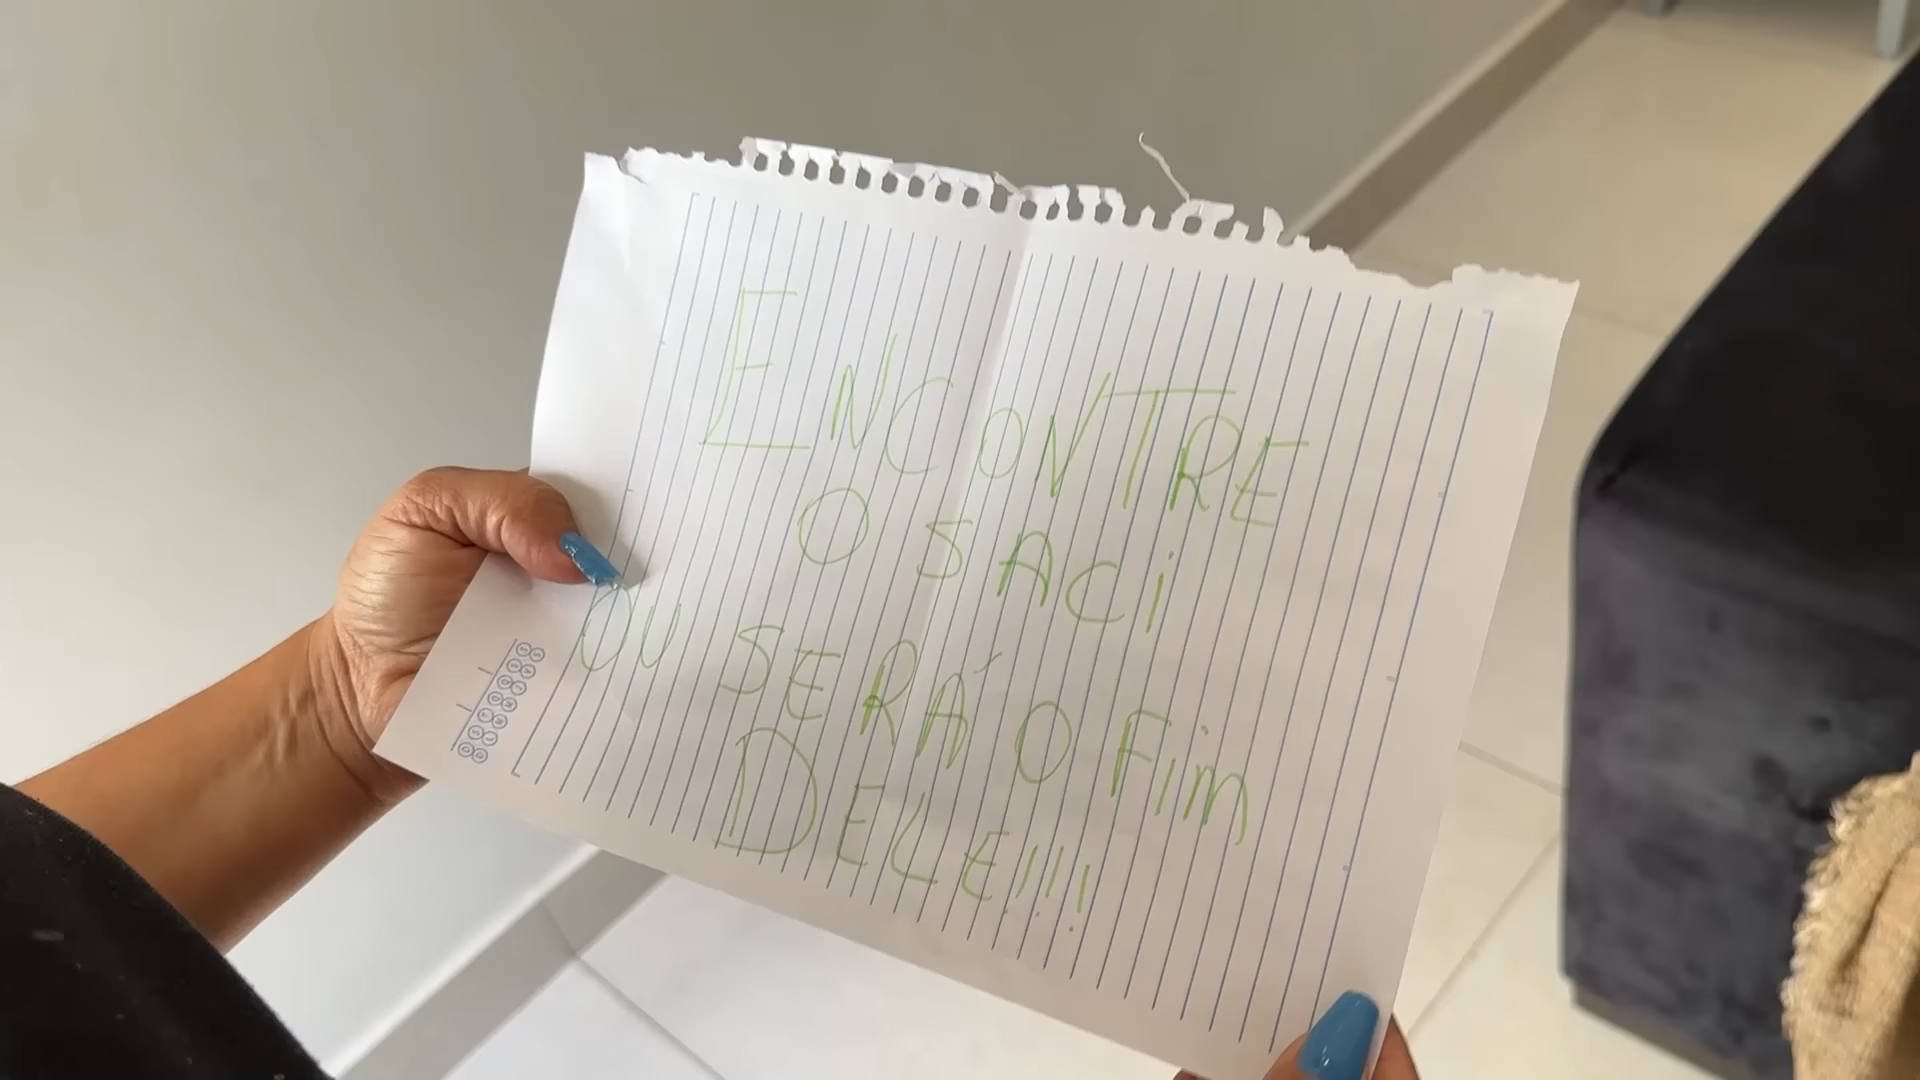 ENCONTRE
O SACi
OU SERÁ O Fim
DELE!!!